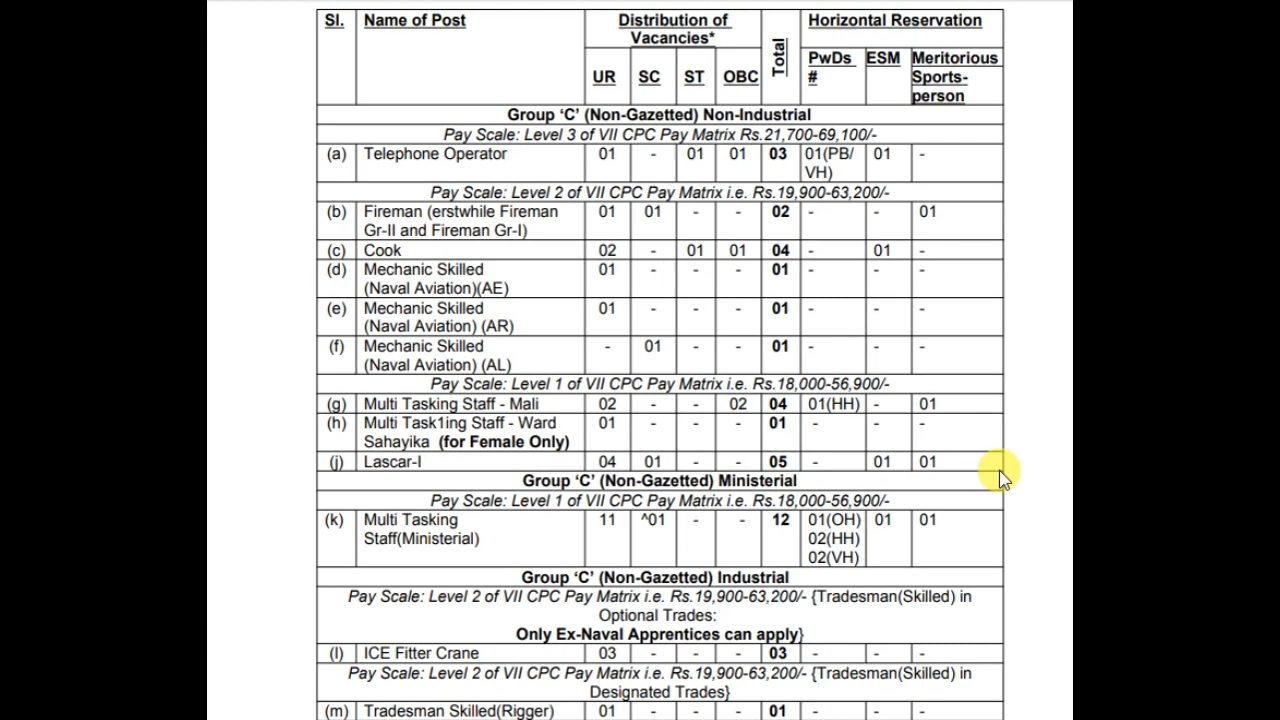 Sl. Name of Post Distribution of Vacancies* Total Horizontal Reservation
UR SC ST OBC PwDs # ESM Meritorious Sports-person
Group ‘C’ (Non-Gazetted) Non-Industrial
Pay Scale: Level 3 of VII CPC Pay Matrix Rs.21,700-69,100/-
(a) Telephone Operator 01 - 01 01 03 01(PB/ 01 -
VH)
Pay Scale: Level 2 of VII CPC Pay Matrix i.e. Rs.19,900-63,200/-
(b) Fireman (erstwhile Fireman 01 01 - - 02 - - 01
Gr-II and Fireman Gr-I)
(c) Cook 02 - 01 01 04 - 01 -
(d) Mechanic Skilled 01 - - - 01 - - -
(Naval Aviation)(AE)
(e) Mechanic Skilled 01 - - - 01 - - -
(Naval Aviation) (AR)
(f) Mechanic Skilled - 01 - - 01 - - -
(Naval Aviation) (AL)
Pay Scale: Level 1 of VII CPC Pay Matrix i.e. Rs.18,000-56,900/-
(g) Multi Tasking Staff - Mali 02 - - 02 04 01(HH) - 01
(h) Multi Task1ing Staff - Ward 01 - - - 01 - - -
Sahayika (for Female Only)
(j) Lascar-I 04 01 - - 05 - 01 01
Group ‘C’ (Non-Gazetted) Ministerial
Pay Scale: Level 1 of VII CPC Pay Matrix i.e. Rs.18,000-56,900/-
(k) Multi Tasking 11 ^01 - - 12 01(OH) 01 01
Staff(Ministerial) 02(HH)
02(VH)
Group ‘C’ (Non-Gazetted) Industrial
Pay Scale: Level 2 of VII CPC Pay Matrix i.e. Rs.19,900-63,200/- {Tradesman(Skilled) in
Optional Trades:
Only Ex-Naval Apprentices can apply}
(l) ICE Fitter Crane 03 - - - 03 - - -
Pay Scale: Level 2 of VII CPC Pay Matrix i.e. Rs.19,900-63,200/- {Tradesman(Skilled) in
Designated Trades}
(m) Tradesman Skilled(Rigger) 01 - - - 01 - - -